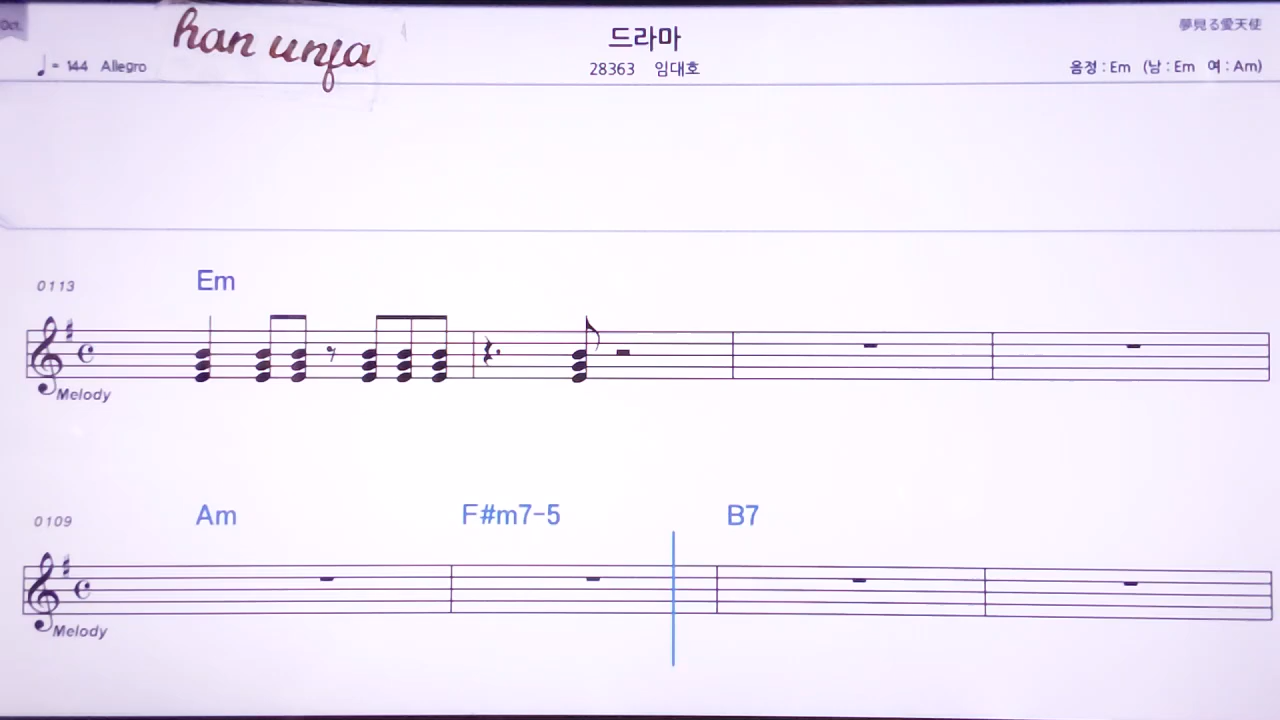 Oct.
han unja
드라마
夢見る愛天使
♩ = 144 Allegro
28363 임대호
음정 : Em (남 : Em 여 : Am)
0113
Em
Melody
0109
Am F#m7-5 B7
Melody